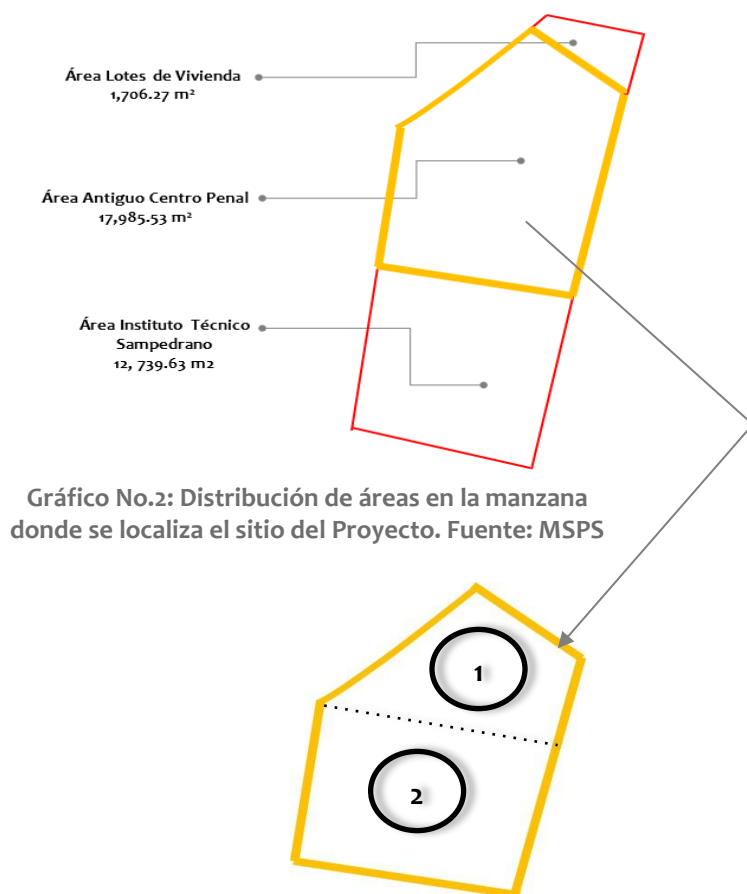 Área Lotes de Vivienda
1,706.27 m²
Área Antiguo Centro Penal
17,985.53 m²
Área Instituto Técnico
Sampedrano
12, 739.63 m2
Gráfico No.2: Distribución de áreas en la manzana
donde se localiza el sitio del Proyecto. Fuente: MSPS
1
2